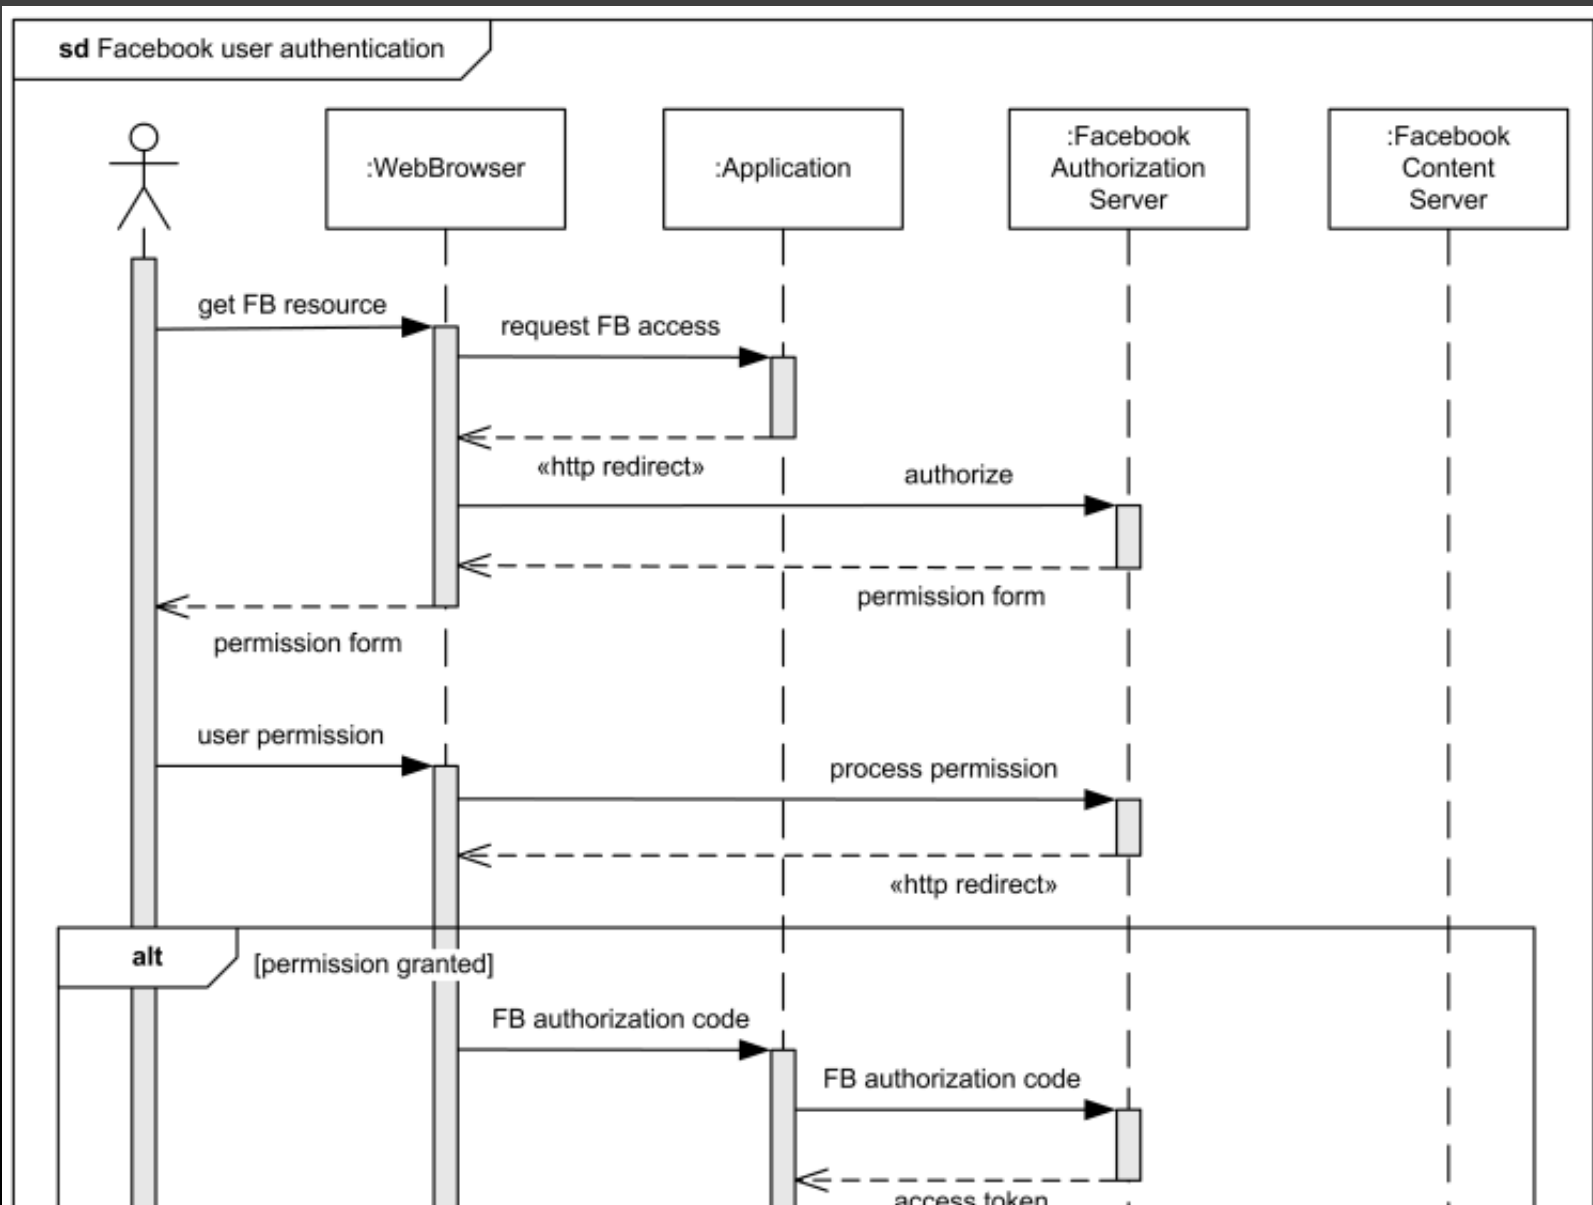 sd Facebook user authentication
:WebBrowser
:Application
:Facebook
Authorization
Server
:Facebook
Content
Server
get FB resource
request FB access
«http redirect»
authorize
permission form
permission form
user permission
process permission
«http redirect»
alt
[permission granted]
FB authorization code
FB authorization code
access token